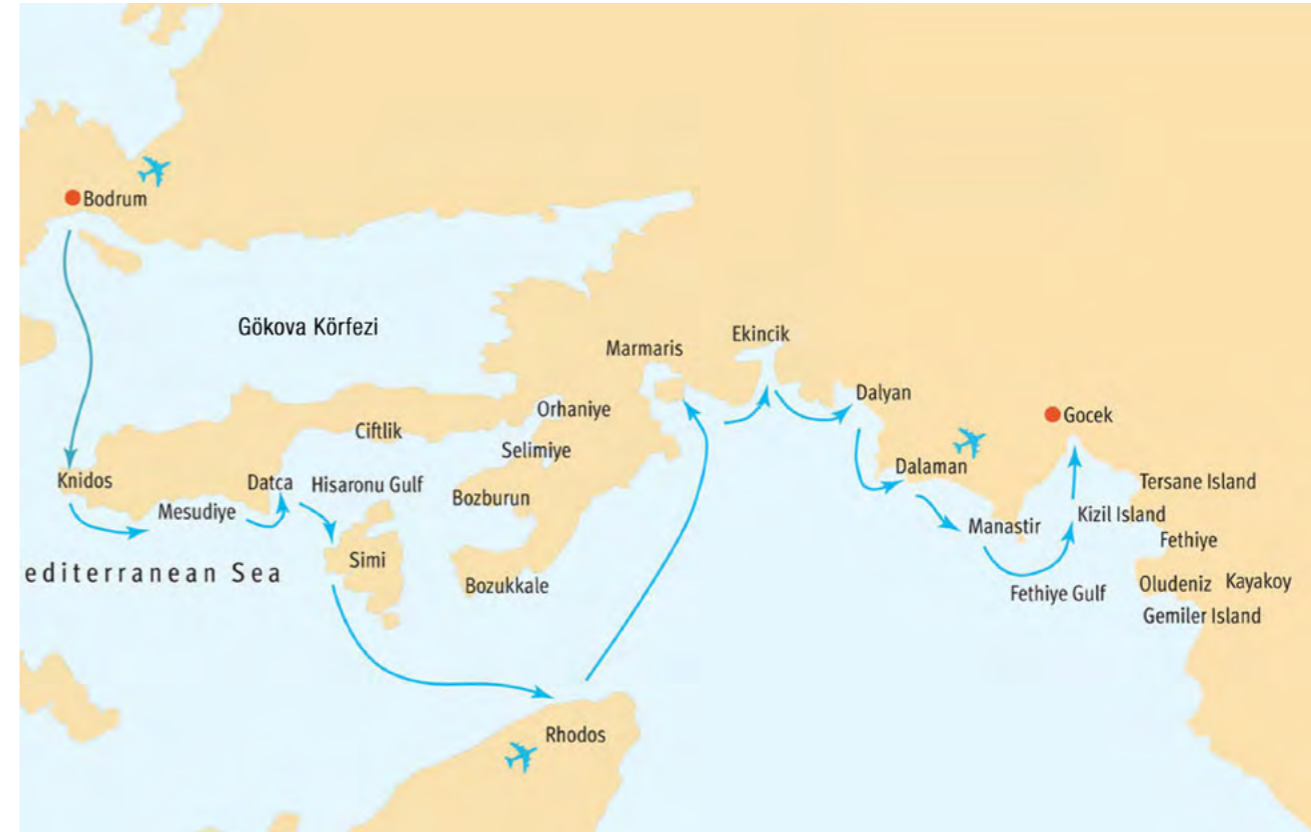 Bodrum
Gökova Körfezi
Ekincik
Marmaris
Dalyan
Orhaniye
Gocek
Ciftlik
Selimiye
Dalaman
Knidos
Datca
Hisaronu Gulf
Tersane Island
Bozburun
Mesudiye
Kizil Island
Manastir
Fethiye
Simi
editerranean Sea
Bozukkale
Oludeniz
Kayakoy
Fethiye Gulf
Gemiler Island
Rhodos